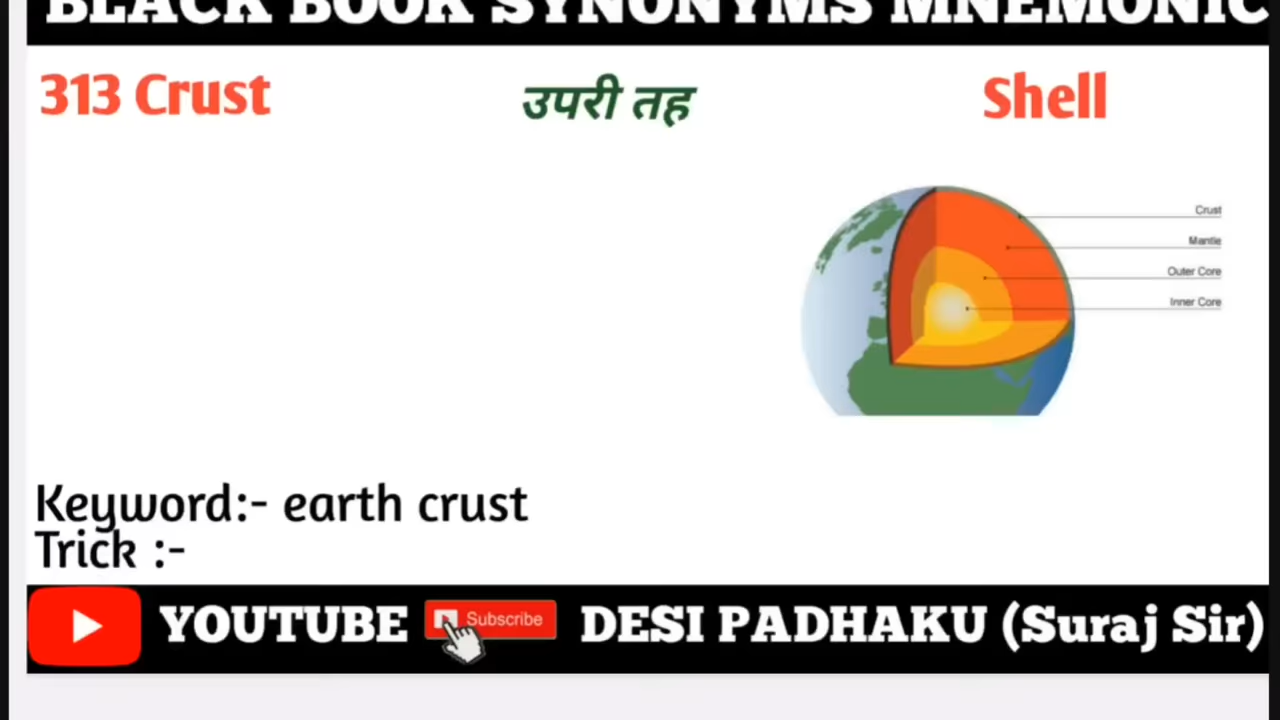 BLACK BOOK SYNONYMS MNEMONIC
313 Crust
उपरी तह
Shell
Crust
Mantle
Outer Core
Inner Core
Keyword:- earth crust
Trick :-
YOUTUBE Subscribe DESI PADHAKU (Suraj Sir)